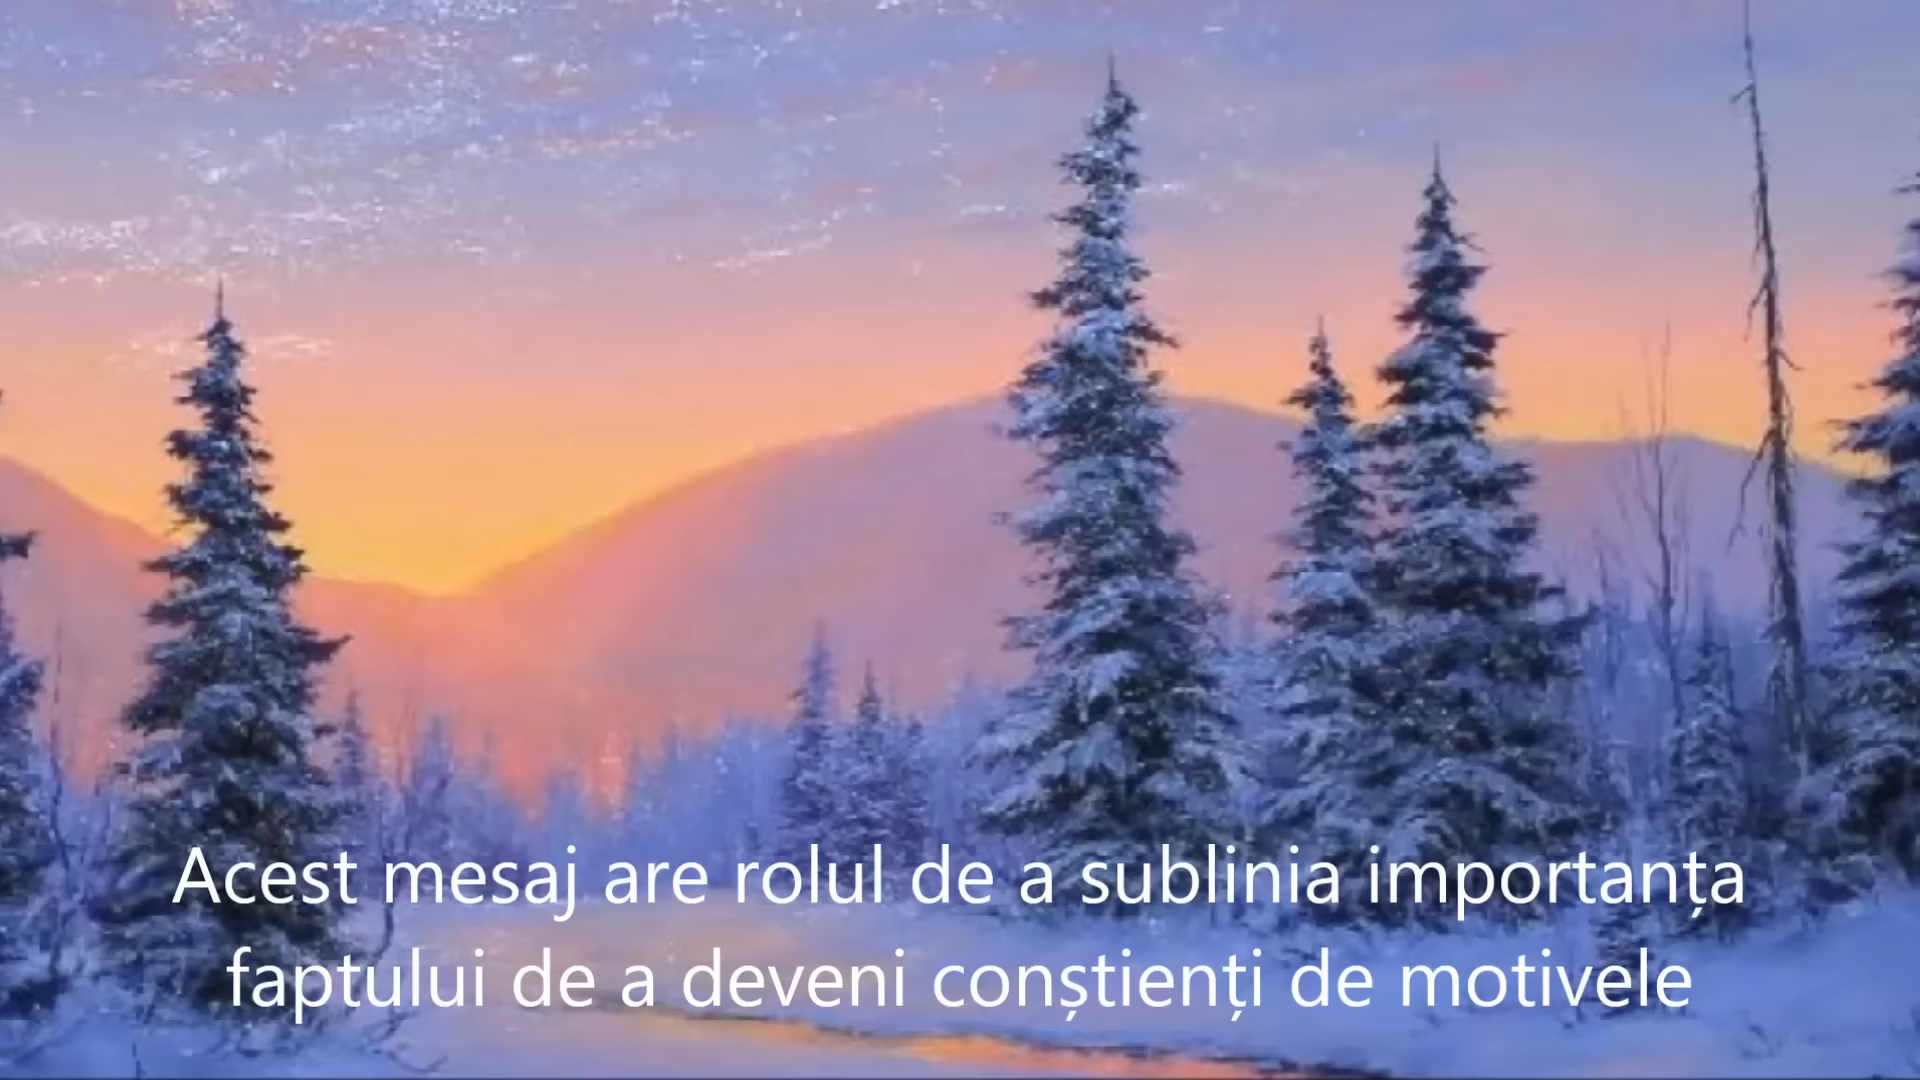 Acest mesaj are rolul de a sublinia importanța
faptului de a deveni conștienți de motivele